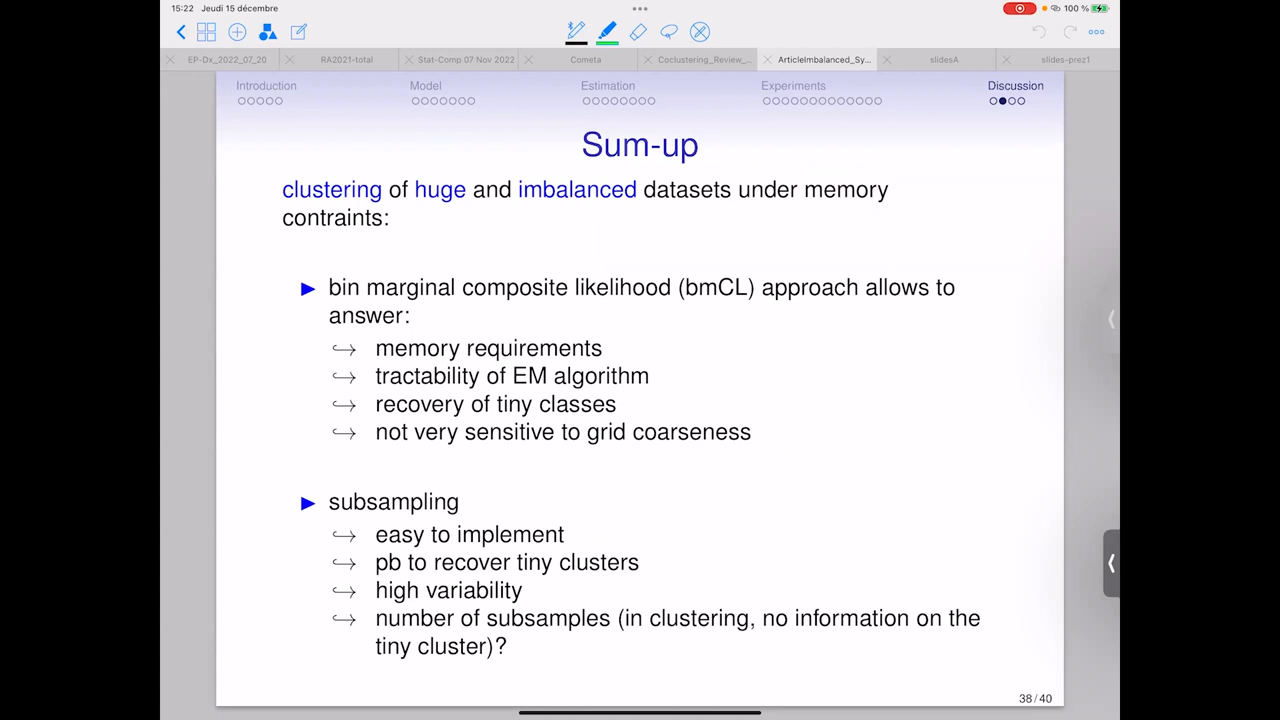 15:22 Jeudi 15 décembre
100 %
EP-Dx_2022_07_20
RA2021-total
Stat-Comp 07 Nov 2022
Cometa
Coclustering_Review_...
ArticleImbalanced_Sy...
slidesA
slides-prez1
Introduction
Model
Estimation
Experiments
Discussion
Sum-up
clustering of huge and imbalanced datasets under memory
contraints:
bin marginal composite likelihood (bmCL) approach allows to
answer:
memory requirements
tractability of EM algorithm
recovery of tiny classes
not very sensitive to grid coarseness
subsampling
easy to implement
pb to recover tiny clusters
high variability
number of subsamples (in clustering, no information on the
tiny cluster)?
38 / 40